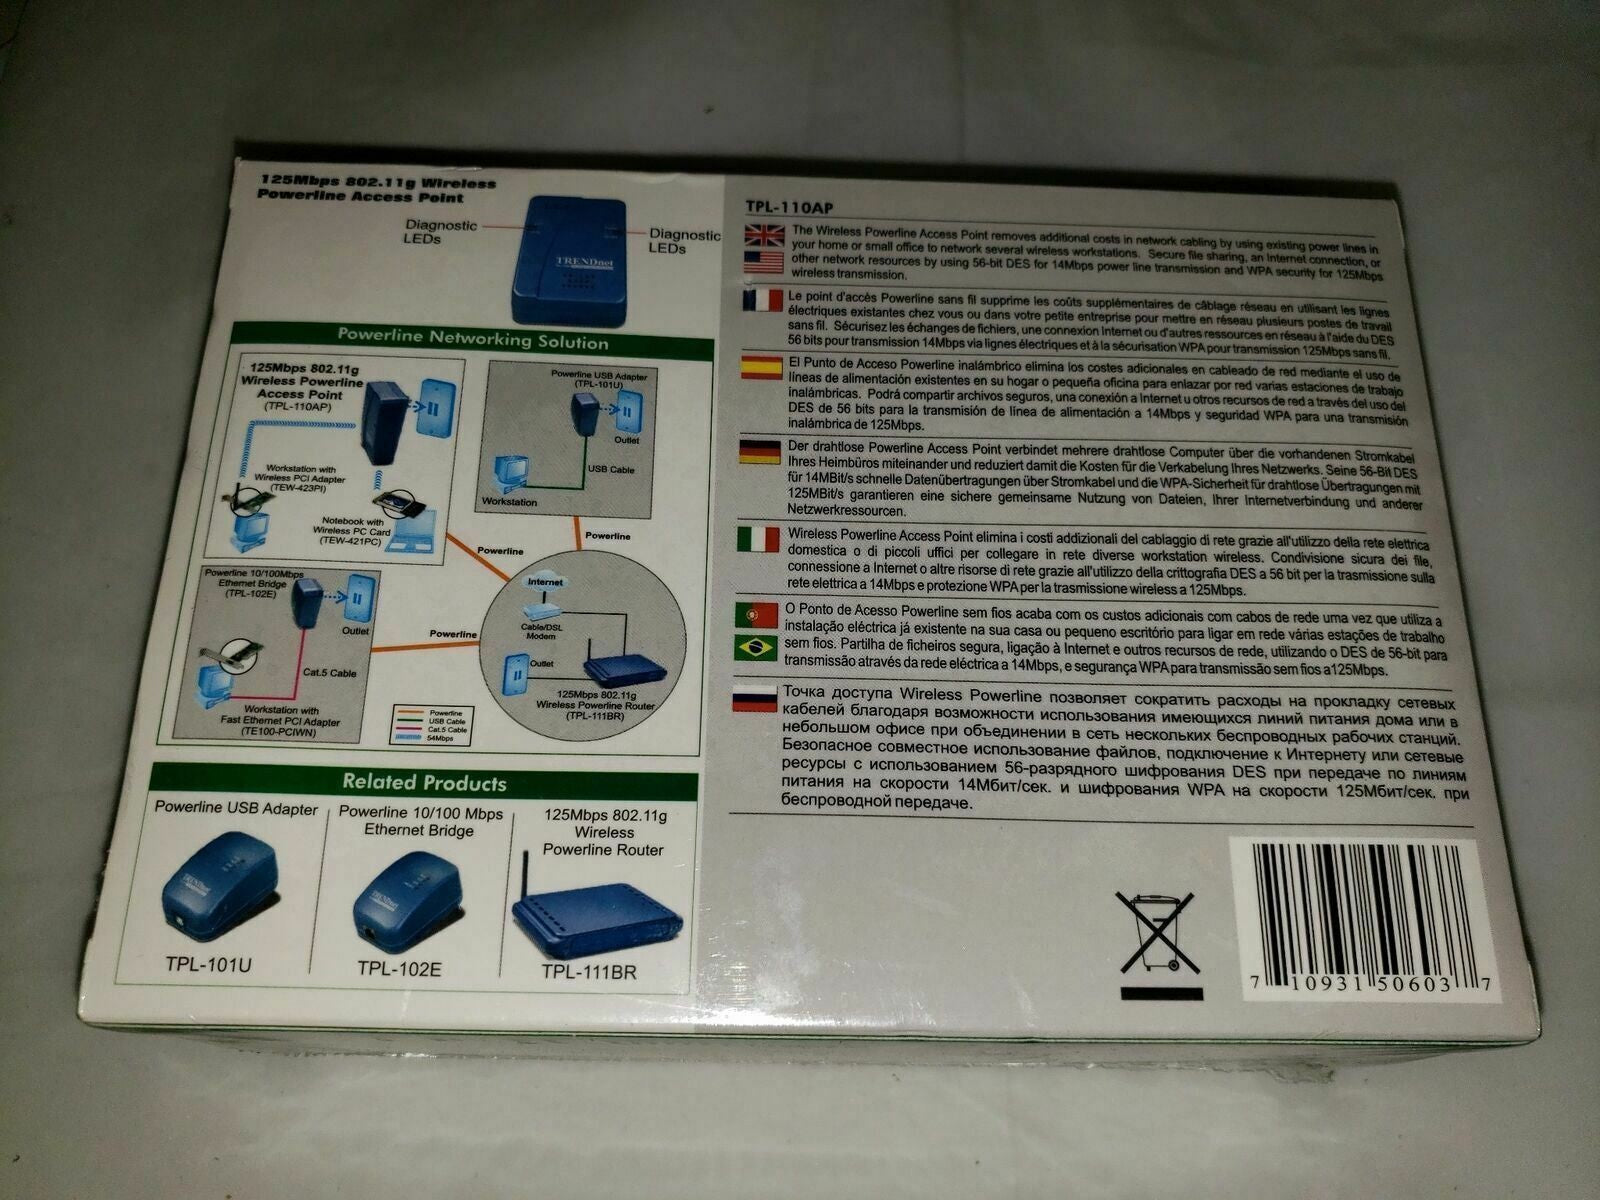 125Mbps 802.11g Wireless
Powerline Access Point
Diagnostic
LEDs
Diagnostic
LEDs
TRENDnet
Powerline Networking Solution
125Mbps 802.11g
Wireless Powerline
Access Point
(TPL-110AP)
Workstation with
Wireless PCI Adapter
(TEW-423PI)
Notebook with
Wireless PC Card
(TEW-421PC)
Powerline USB Adapter
(TPL-101U)
Outlet
USB Cable
Workstation
Powerline
Powerline
Powerline 10/100Mbps
Ethernet Bridge
(TPL-102E)
Outlet
Cat.5 Cable
Workstation with
Fast Ethernet PCI Adapter
(TE100-PCIWN)
Powerline
Internet
Cable/DSL
Modem
Outlet
125Mbps 802.11g
Wireless Powerline Router
(TPL-111BR)
Powerline
USB Cable
Cat.5 Cable
54Mbps
Related Products
Powerline USB Adapter
TRENDnet
TPL-101U
Powerline 10/100 Mbps
Ethernet Bridge
TRENDnet
TPL-102E
125Mbps 802.11g
Wireless
Powerline Router
TPL-111BR
TPL-110AP
The Wireless Powerline Access Point removes additional costs in network cabling by using existing power lines in
your home or small office to network several wireless workstations. Secure file sharing, an Internet connection, or
other network resources by using 56-bit DES for 14Mbps power line transmission and WPA security for 125Mbps
wireless transmission.
Le point d'accès Powerline sans fil supprime les coûts supplémentaires de câblage réseau en utilisant les lignes
électriques existantes chez vous ou dans votre petite entreprise pour mettre en réseau plusieurs postes de travail
sans fil. Sécurisez les échanges de fichiers, une connexion Internet ou d'autres ressources en réseau à l'aide du DES
56 bits pour transmission 14Mbps via lignes électriques et à la sécurisation WPA pour transmission 125Mbps sans fil.
El Punto de Acceso Powerline inalámbrico elimina los costes adicionales en cableado de red mediante el uso de
líneas de alimentación existentes en su hogar o pequeña oficina para enlazar por red varias estaciones de trabajo
inalámbricas. Podrá compartir archivos seguros, una conexión a Internet u otros recursos de red a través del uso del
DES de 56 bits para la transmisión de línea de alimentación a 14Mbps y seguridad WPA para una transmisión
inalámbrica de 125Mbps.
Der drahtlose Powerline Access Point verbindet mehrere drahtlose Computer über die vorhandenen Stromkabel
Ihres Heimbüros miteinander und reduziert damit die Kosten für die Verkabelung Ihres Netzwerks. Seine 56-Bit DES
für 14MBit/s schnelle Datenübertragungen über Stromkabel und die WPA-Sicherheit für drahtlose Übertragungen mit
125MBit/s garantieren eine sichere gemeinsame Nutzung von Dateien, Ihrer Internetverbindung und anderer
Netzwerkressourcen.
Wireless Powerline Access Point elimina i costi addizionali del cablaggio di rete grazie all'utilizzo della rete elettrica
domestica o di piccoli uffici per collegare in rete diverse workstation wireless. Condivisione sicura dei file,
connessione a Internet o altre risorse di rete grazie all'utilizzo della crittografia DES a 56 bit per la trasmissione sulla
rete elettrica a 14Mbps e protezione WPA per la trasmissione wireless a 125Mbps.
O Ponto de Acesso Powerline sem fios acaba com os custos adicionais com cabos de rede uma vez que utiliza a
instalação eléctrica já existente na sua casa ou pequeno escritório para ligar em rede várias estações de trabalho
sem fios. Partilha de ficheiros segura, ligação à Internet e outros recursos de rede, utilizando o DES de 56-bit para
transmissão através da rede eléctrica a 14Mbps, e segurança WPA para transmissão sem fios a 125Mbps.
Точка доступа Wireless Powerline позволяет сократить расходы на прокладку сетевых
кабелей благодаря возможности использования имеющихся линий питания дома или в
небольшом офисе при объединении в сеть нескольких беспроводных рабочих станций.
Безопасное совместное использование файлов, подключение к Интернету или сетевые
ресурсы с использованием 56-разрядного шифрования DES при передаче по линиям
питания на скорости 14Мбит/сек. и шифрования WPA на скорости 125Мбит/сек. при
беспроводной передаче.
7 10931 50603 7